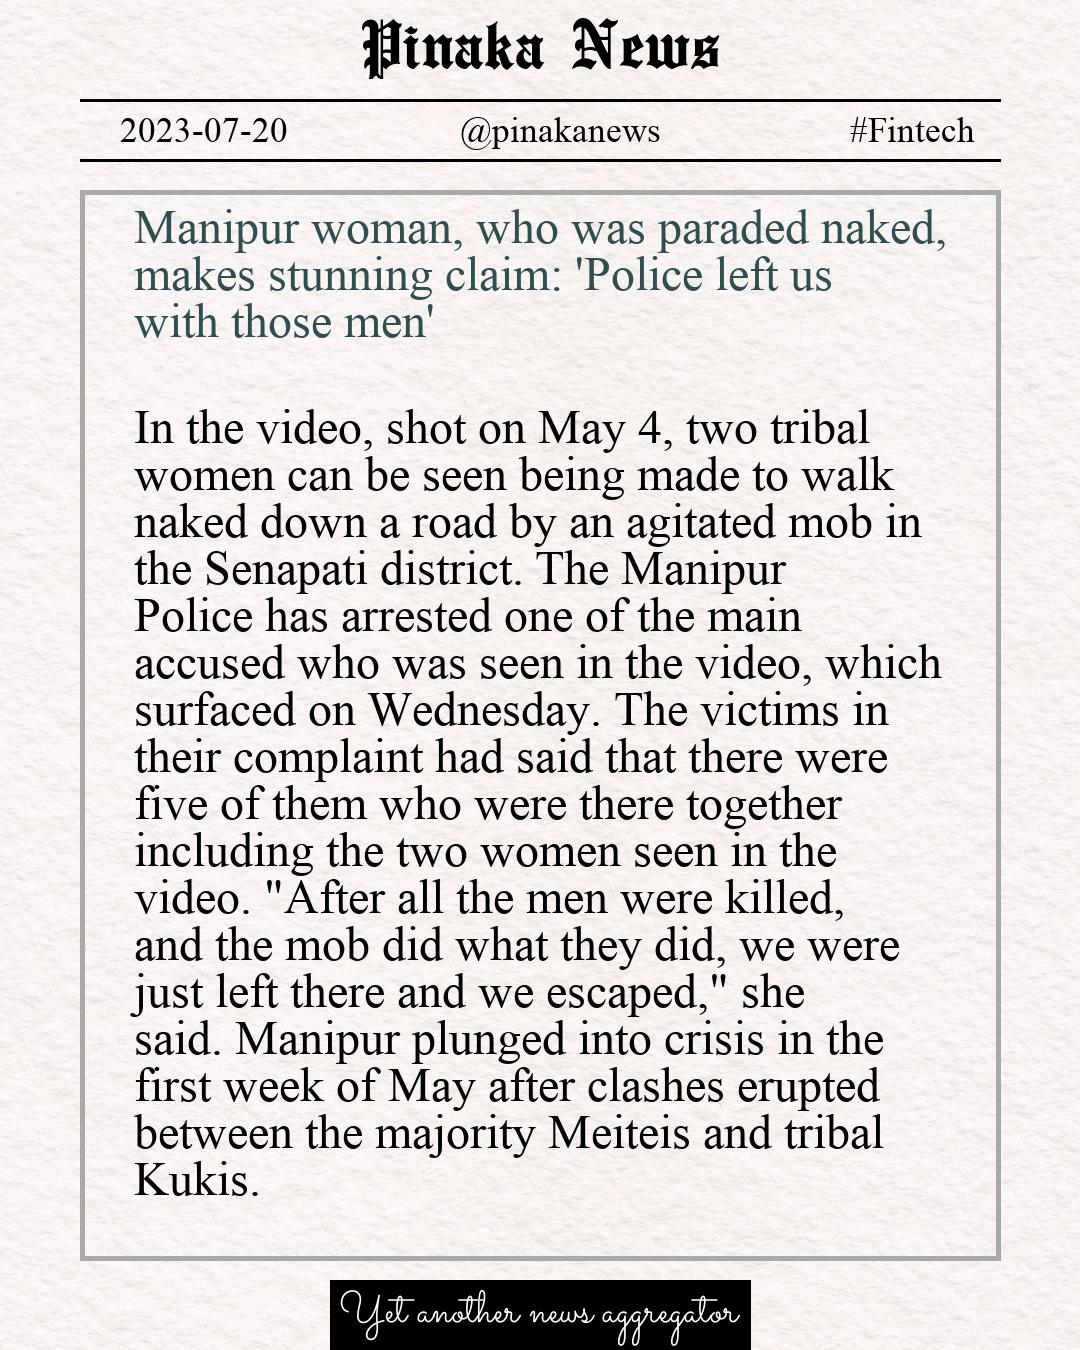 Pinaka News
2023-07-20 @pinakanews #Fintech
Manipur woman, who was paraded naked,
makes stunning claim: 'Police left us
with those men'
In the video, shot on May 4, two tribal
women can be seen being made to walk
naked down a road by an agitated mob in
the Senapati district. The Manipur
Police has arrested one of the main
accused who was seen in the video, which
surfaced on Wednesday. The victims in
their complaint had said that there were
five of them who were there together
including the two women seen in the
video. "After all the men were killed,
and the mob did what they did, we were
just left there and we escaped," she
said. Manipur plunged into crisis in the
first week of May after clashes erupted
between the majority Meiteis and tribal
Kukis.
Yet another news aggregator